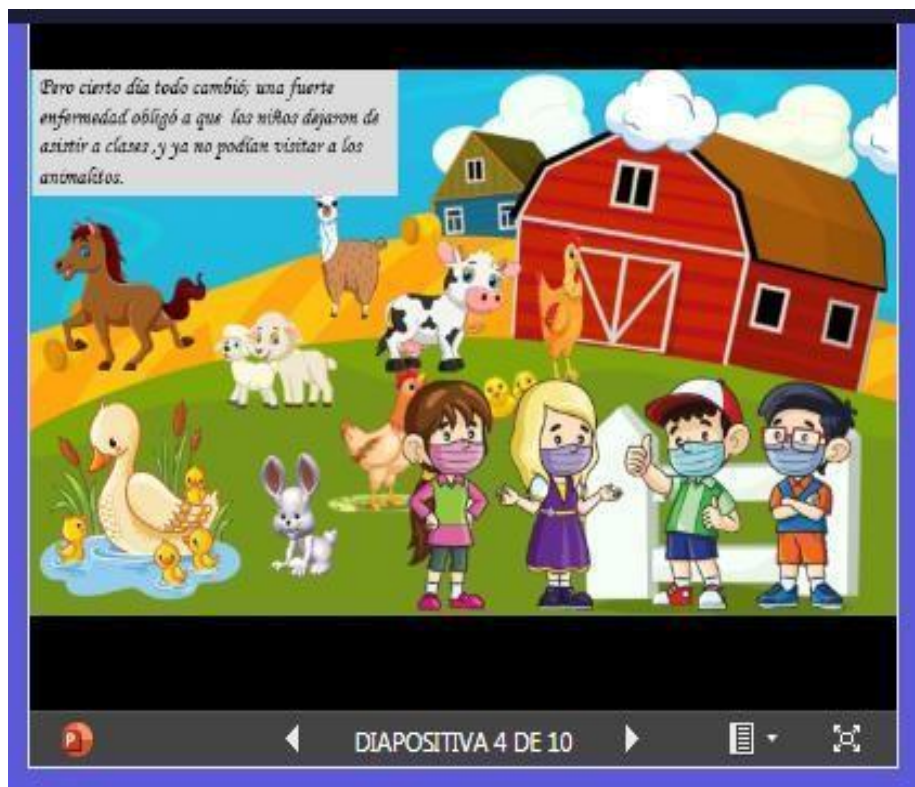 Pero cierto día todo cambió; una fuerte
enfermedad obligó a que los niños dejaron de
asistir a clases ,y ya no podían visitar a los
animalitos.
DIAPOSITIVA 4 DE 10